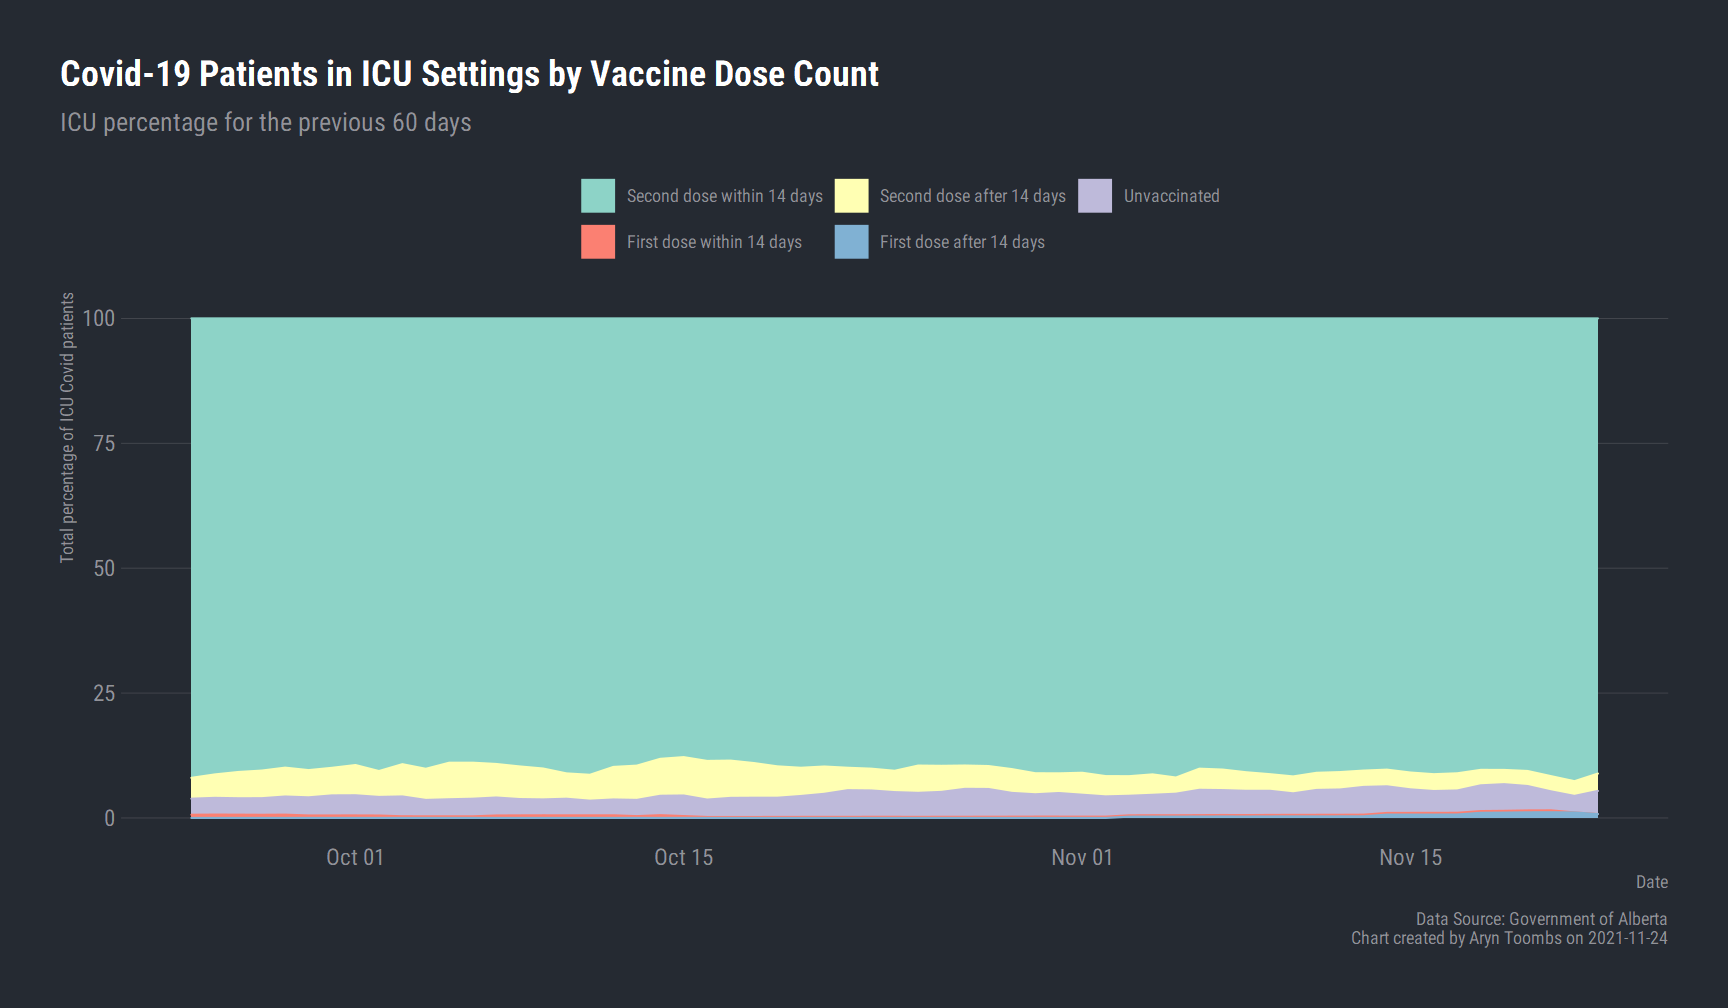 Covid-19 Patients in ICU Settings by Vaccine Dose Count
ICU percentage for the previous 60 days
Second dose within 14 days
Second dose after 14 days
Unvaccinated
First dose within 14 days
First dose after 14 days
Total percentage of ICU Covid patients
100
75
50
25
0
Oct 01
Oct 15
Nov 01
Nov 15
Date
Data Source: Government of Alberta
Chart created by Aryn Toombs on 2021-11-24